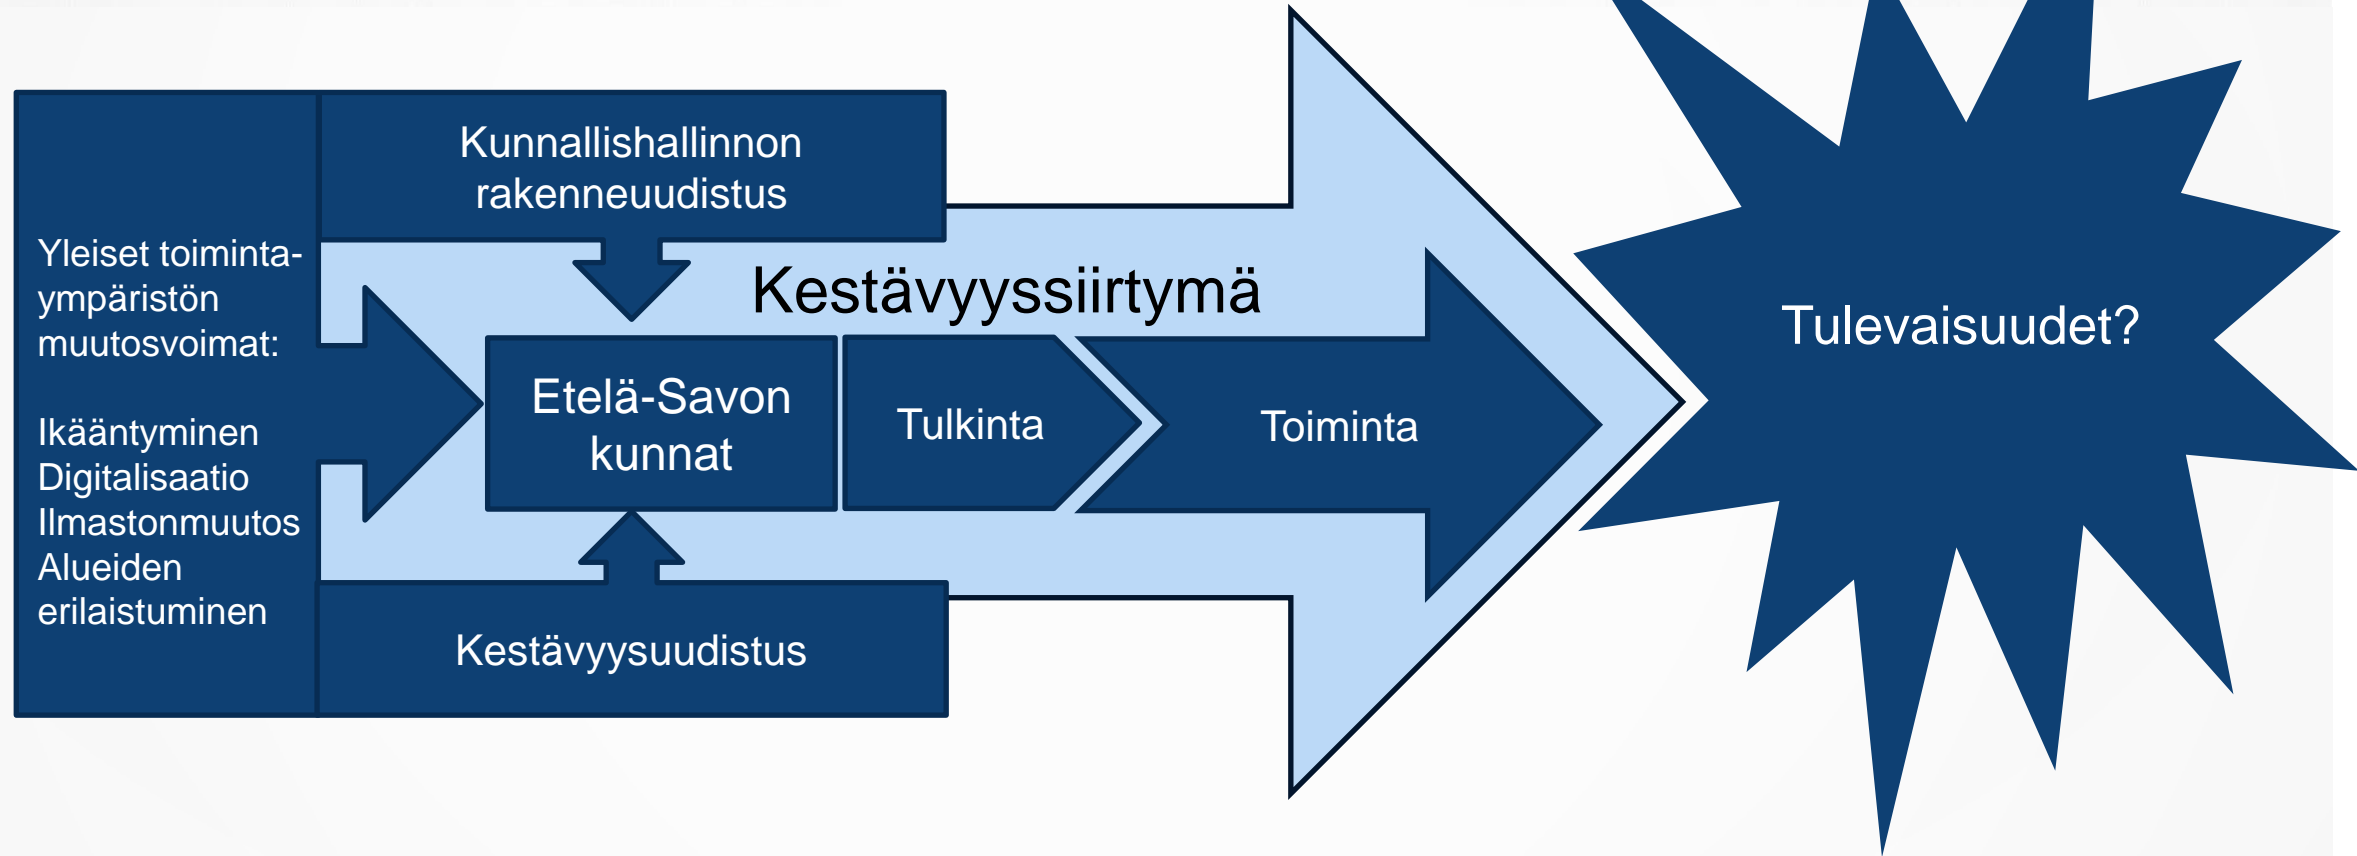 Kunnallishallinnon
rakenneuudistus
Yleiset toiminta-
ympäristön
muutosvoimat:
Ikääntyminen
Digitalisaatio
Ilmastonmuutos
Alueiden
erilaistuminen
Kestävyyssiirtymä
Etelä-Savon
kunnat
Tulkinta
Toiminta
Tulevaisuudet?
Kestävyysuudistus